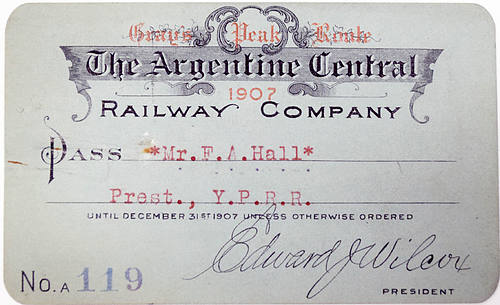 Grays Peak Route
The Argentine Central
1907
RAILWAY COMPANY
PASS *Mr.F.A.Hall*
Prest., Y.P.R.R.
UNTIL DECEMBER 31ST 1907 UNLESS OTHERWISE ORDERED
Edward J Wilcox
PRESIDENT
No. A 119